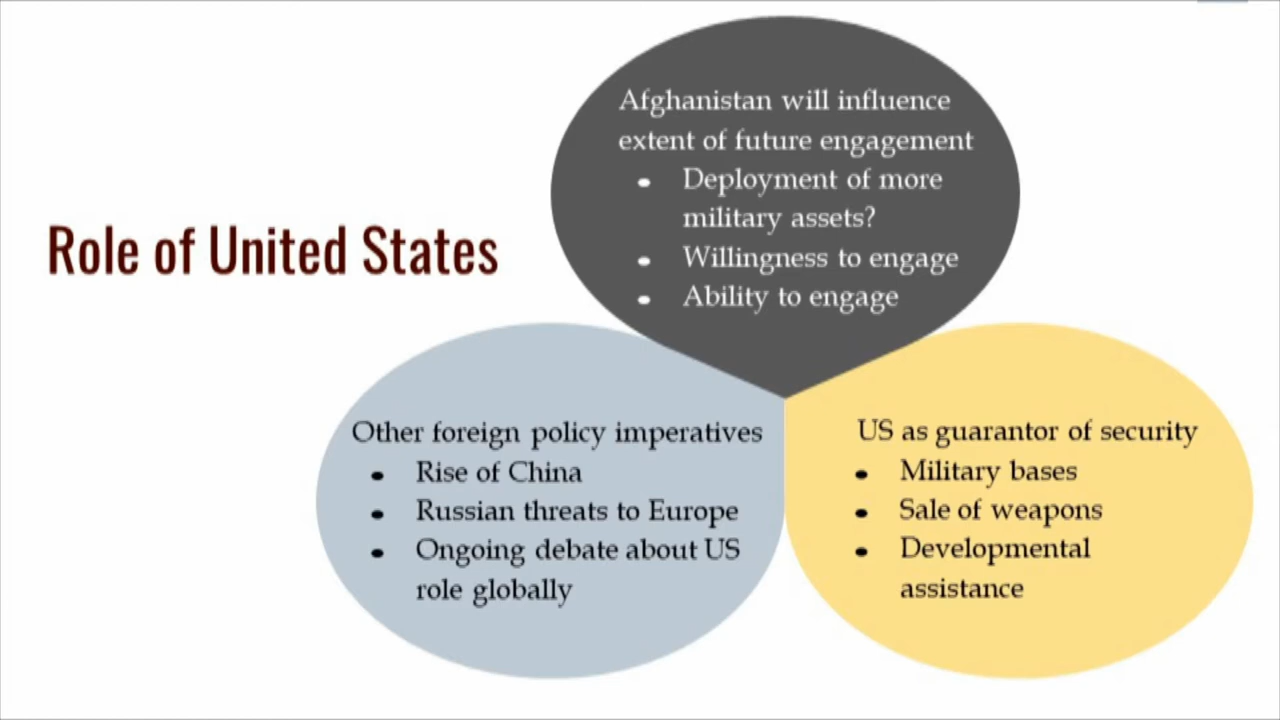 Role of United States
Afghanistan will influence
extent of future engagement
• Deployment of more
military assets?
• Willingness to engage
• Ability to engage
Other foreign policy imperatives
• Rise of China
• Russian threats to Europe
• Ongoing debate about US
role globally
US as guarantor of security
• Military bases
• Sale of weapons
• Developmental
assistance